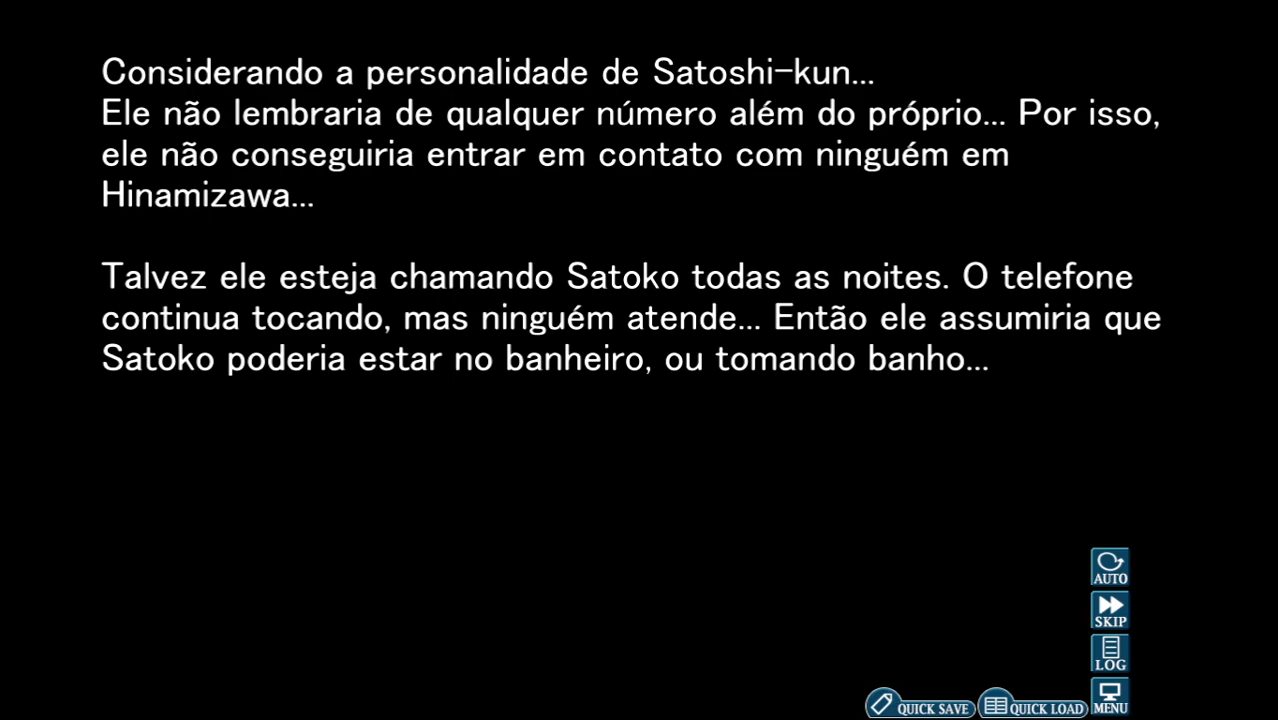 Considerando a personalidade de Satoshi-kun...
Ele não lembraria de qualquer número além do próprio... Por isso,
ele não conseguiria entrar em contato com ninguém em
Hinamizawa...
Talvez ele esteja chamando Satoko todas as noites. O telefone
continua tocando, mas ninguém atende... Então ele assumiria que
Satoko poderia estar no banheiro, ou tomando banho...
AUTO
SKIP
LOG
QUICK SAVE
QUICK LOAD
MENU